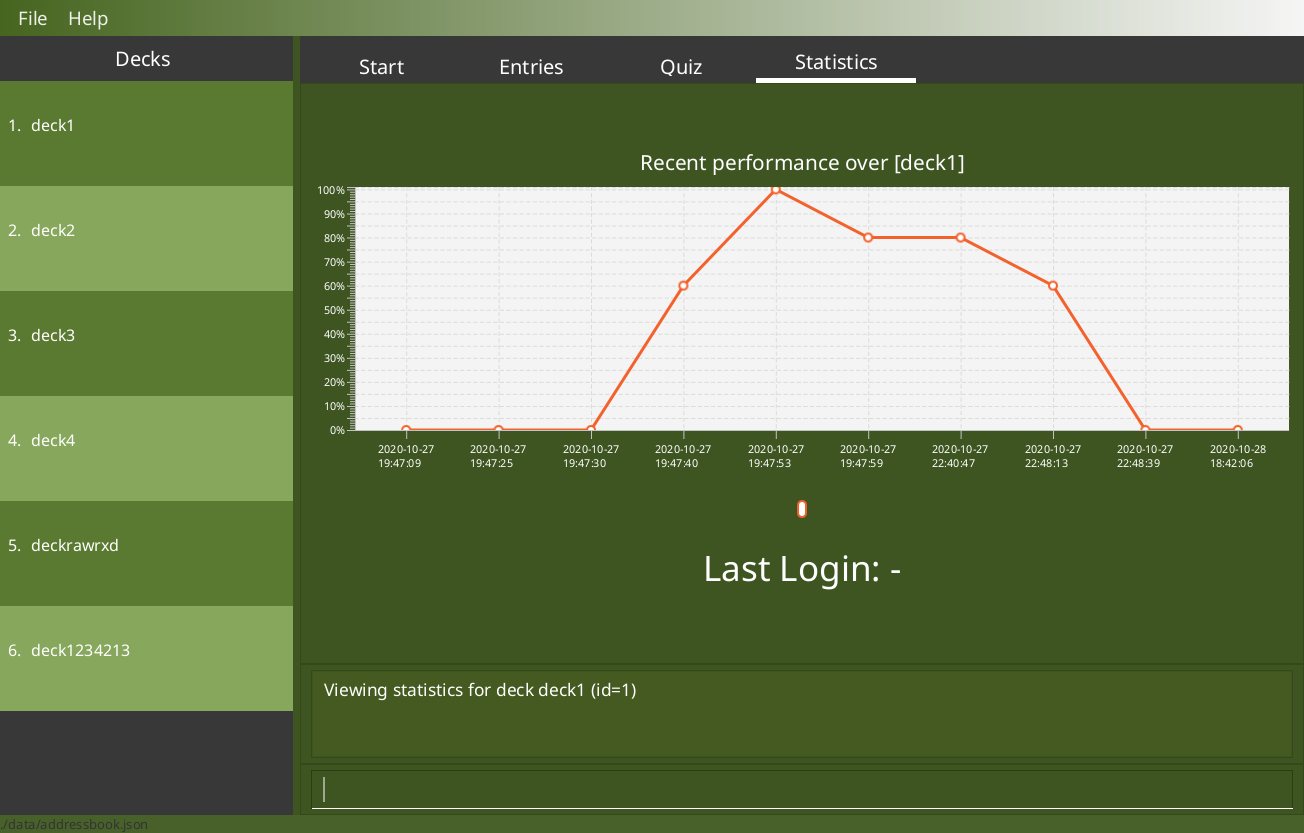 File Help
Decks
1. deck1
2. deck2
3. deck3
4. deck4
5. deckrawrxd
6. deck1234213
Start Entries Quiz Statistics
Recent performance over [deck1]
100%
90%
80%
70%
60%
50%
40%
30%
20%
10%
0%
2020-10-27 2020-10-27 2020-10-27 2020-10-27 2020-10-27 2020-10-27 2020-10-27 2020-10-27 2020-10-27 2020-10-28
19:47:09 19:47:25 19:47:30 19:47:40 19:47:53 19:47:59 22:40:47 22:48:13 22:48:39 18:42:06
Last Login: -
Viewing statistics for deck deck1 (id=1)
./data/addressbook.json